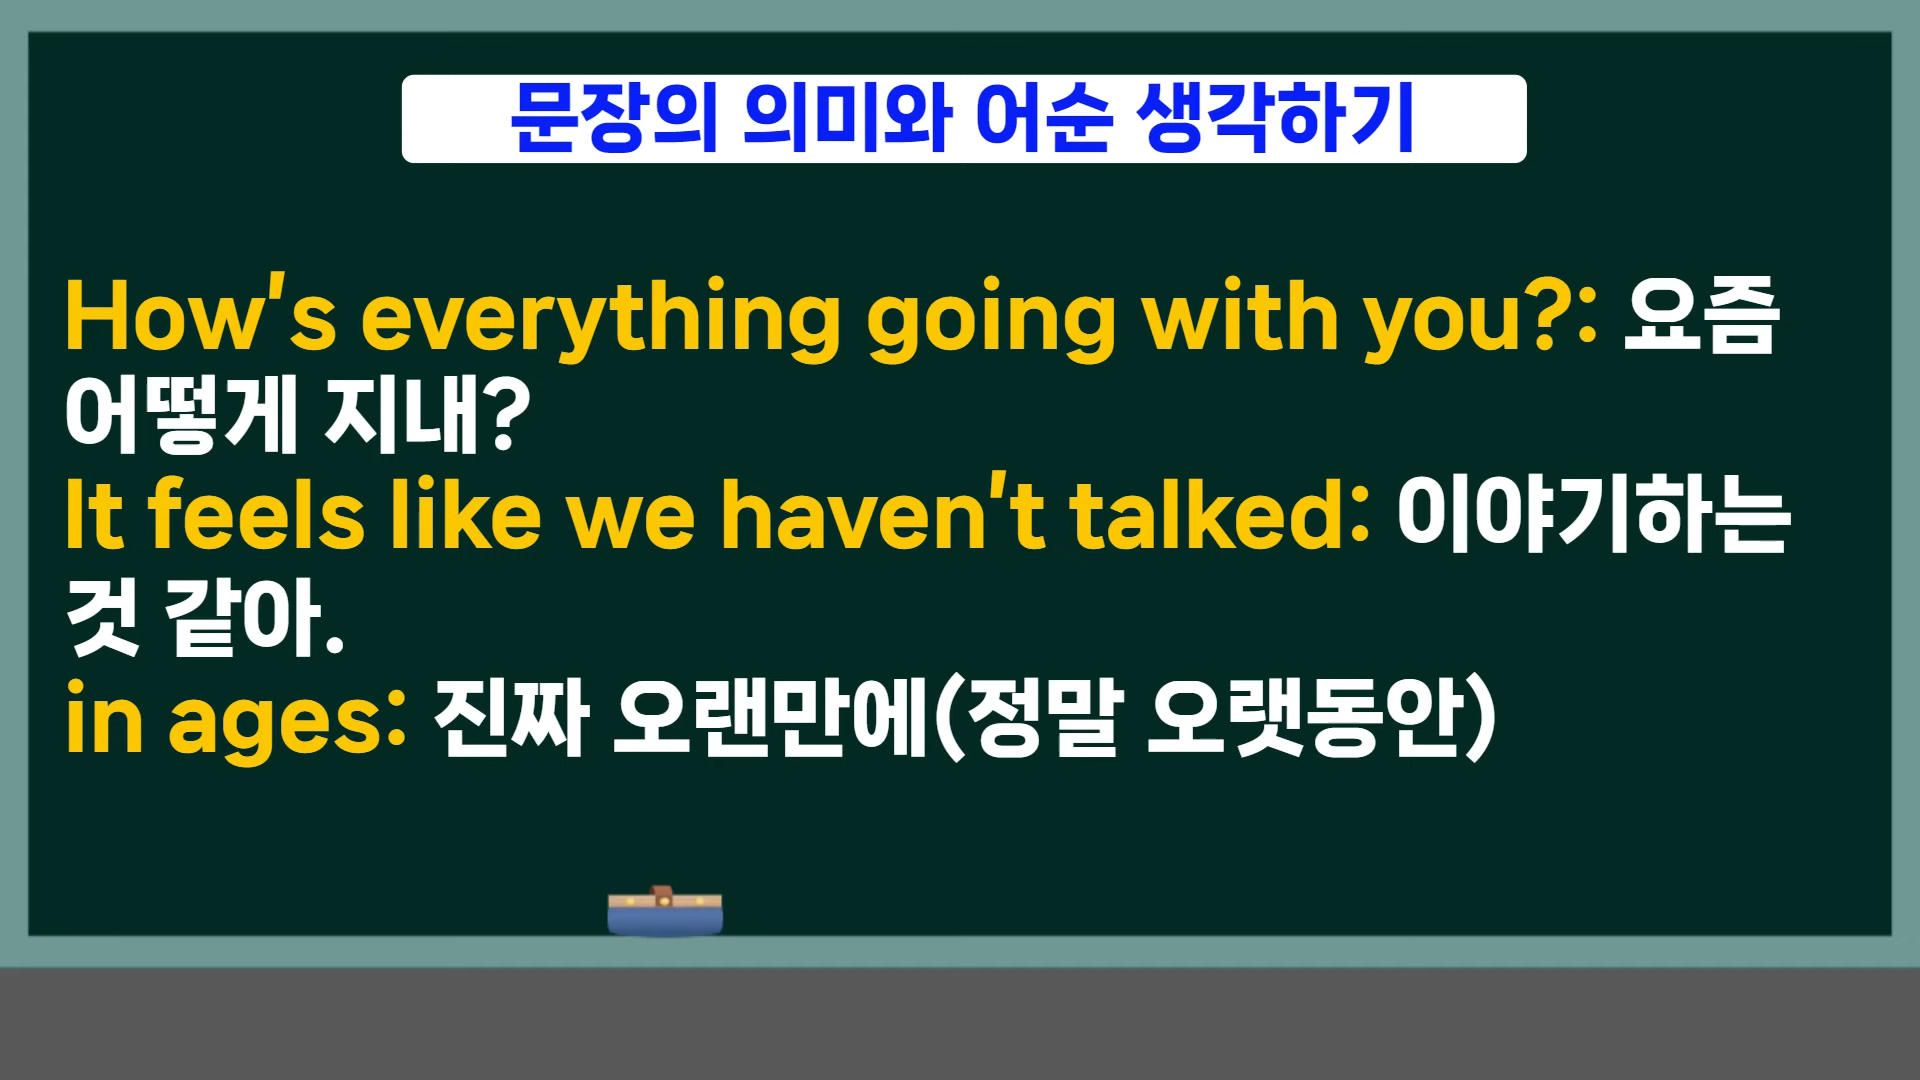 문장의 의미와 어순 생각하기
How's everything going with you?: 요즘
어떻게 지내?
It feels like we haven't talked: 이야기하는
것 같아.
in ages: 진짜 오랜만에(정말 오랫동안)